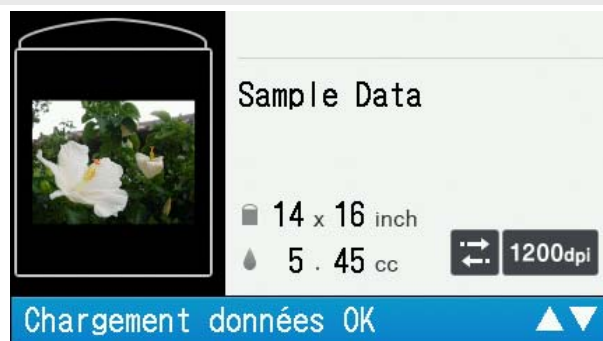 Sample Data
14 x 16 inch
5 . 45 cc
1200dpi
Chargement données OK